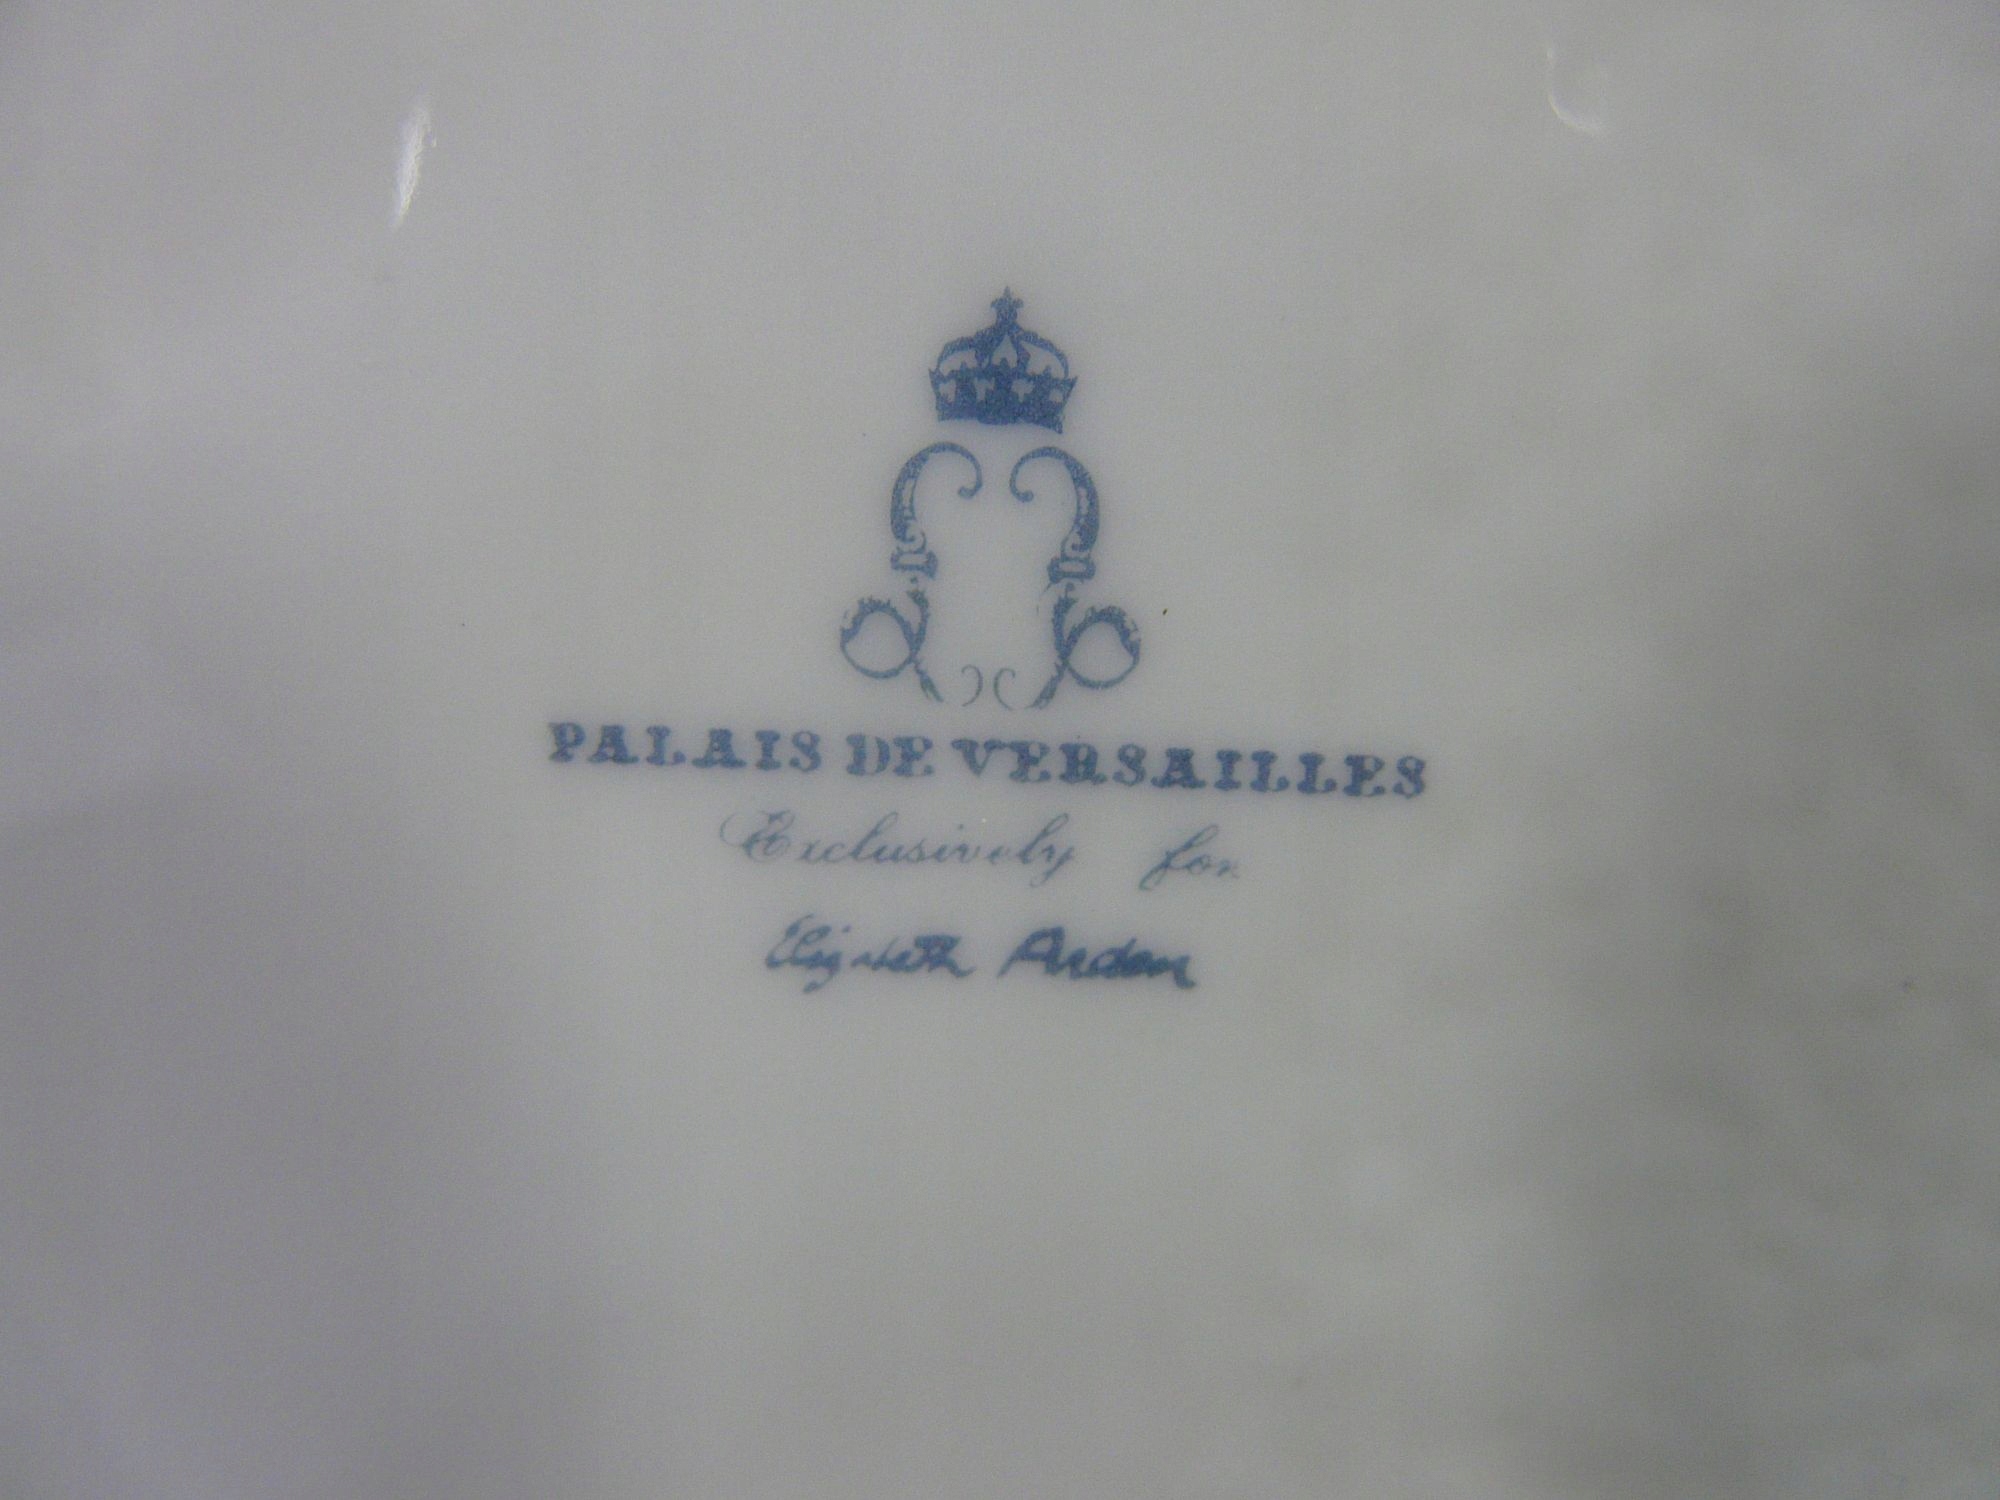 PALAIS DE VERSAILLES
Exclusively for
Elizabeth Arden